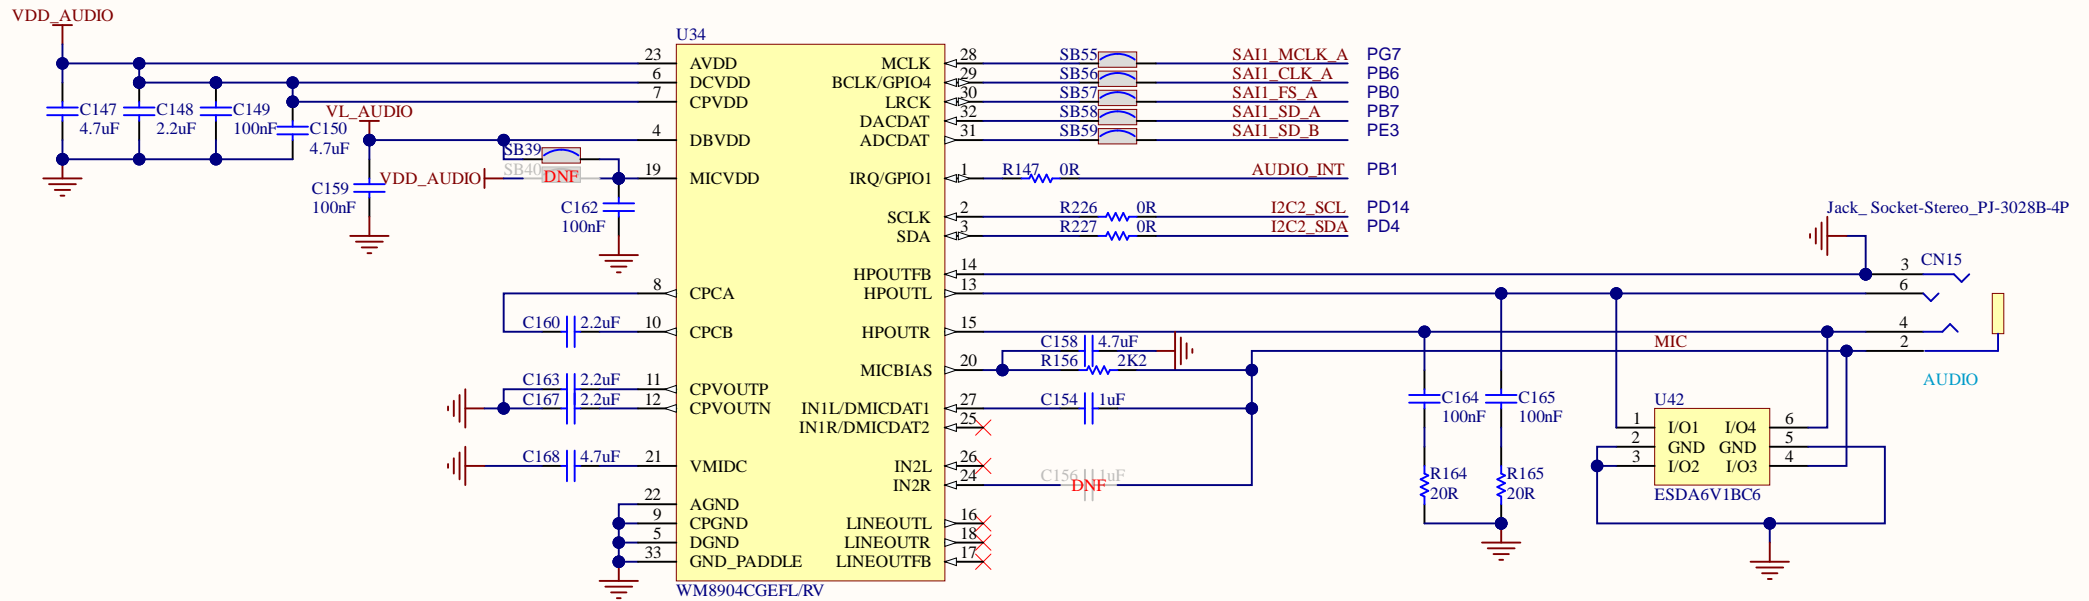 VDD_AUDIO
U34
23 AVDD MCLK 28 SB55 SAI1_MCLK_A PG7
6 DCVDD BCLK/GPIO4 29 SB56 SAI1_CLK_A PB6
7 CPVDD LRCK 30 SB57 SAI1_FS_A PB0
C147 C148 C149 DACDAT 32 SB58 SAI1_SD_A PB7
4.7uF 2.2uF 100nF C150 VL_AUDIO
4.7uF 4 DBVDD ADCDAT 31 SB59 SAI1_SD_B PE3
SB39
SB40 DNF
VDD_AUDIO 19 MICVDD IRQ/GPIO1 1 R147 0R AUDIO_INT PB1
C159
100nF
C162
100nF
SCLK 2 R226 0R I2C2_SCL PD14
SDA 3 R227 0R I2C2_SDA PD4
Jack_ Socket-Stereo_PJ-3028B-4P
HPOUTFB 14 3 CN15
8 CPCA HPOUTL 13 6
C160 2.2uF 10 CPCB HPOUTR 15 4
C158 4.7uF MIC 2
MICBIAS 20 R156 2K2
AUDIO
C163 2.2uF 11 CPVOUTP
C167 2.2uF 12 CPVOUTN IN1L/DMICDAT1 27 C154 1uF
IN1R/DMICDAT2 25
C164 C165
100nF 100nF
U42
1 I/O1 I/O4 6
2 GND GND 5
3 I/O2 I/O3 4
ESDA6V1BC6
C168 4.7uF 21 VMIDC IN2L 26
IN2R 24 C156 1uF
DNF
R164 R165
20R 20R
22 AGND
9 CPGND LINEOUTL 16
5 DGND LINEOUTR 18
33 GND_PADDLE LINEOUTFB 17
WM8904CGEFL/RV